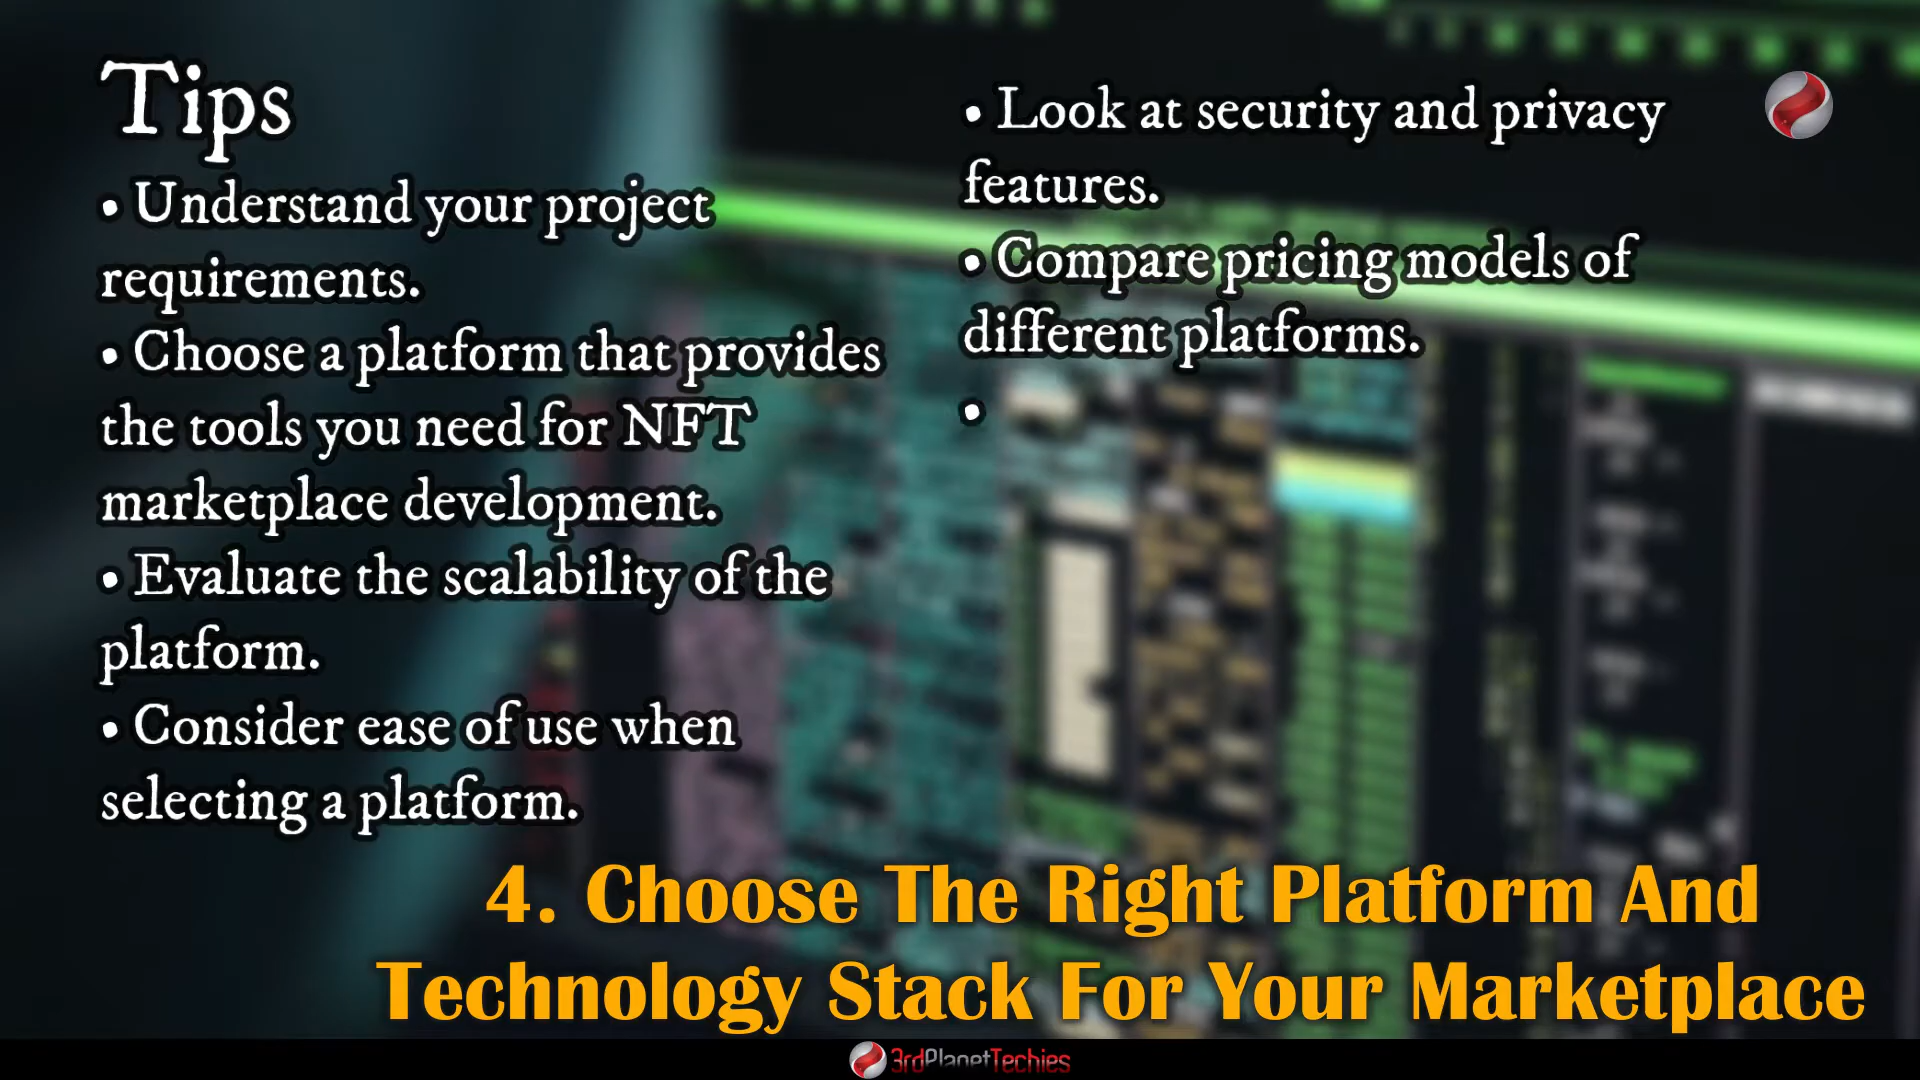 Tips
• Understand your project
requirements.
• Choose a platform that provides
the tools you need for NFT
marketplace development.
• Evaluate the scalability of the
platform.
• Consider ease of use when
selecting a platform.
• Look at security and privacy
features.
• Compare pricing models of
different platforms.
•
4. Choose The Right Platform And
Technology Stack For Your Marketplace
3rdPlanetTechies